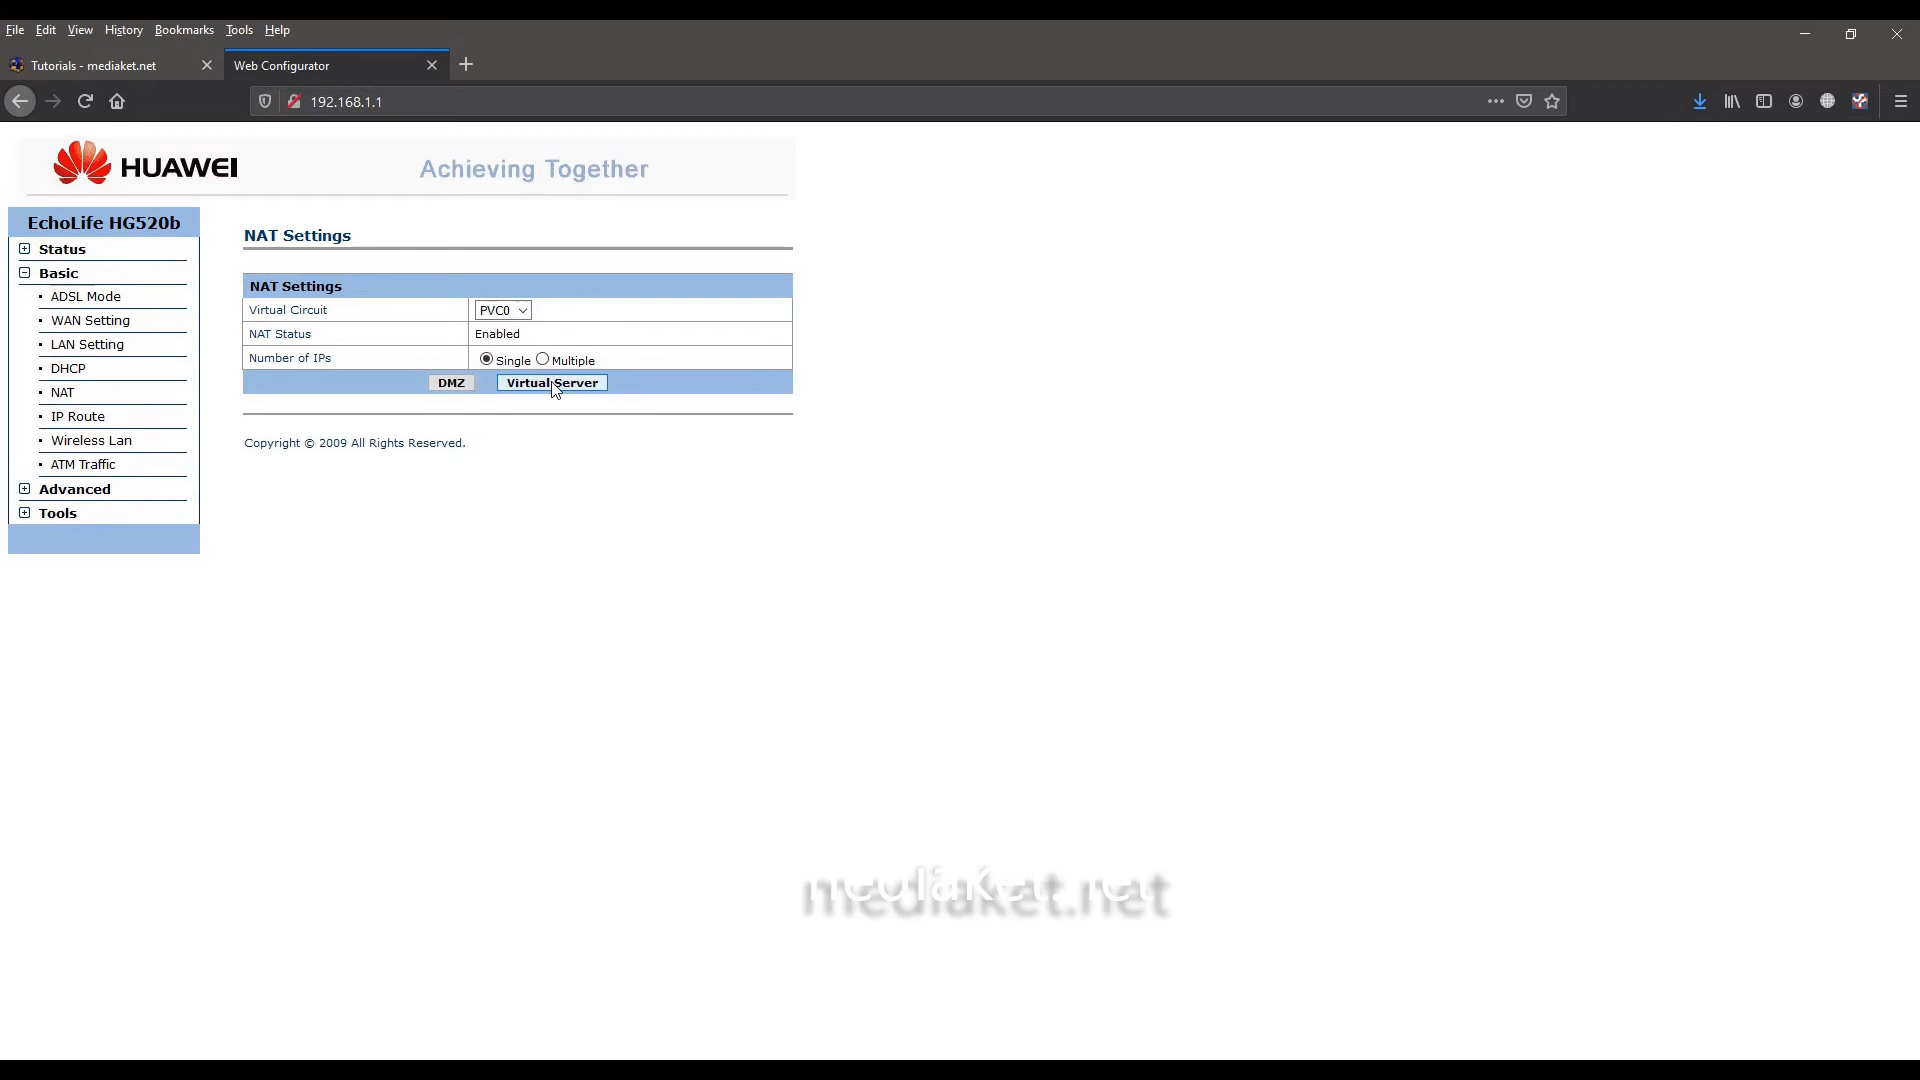 File Edit View History Bookmarks Tools Help
Tutorials - mediaket.net
Web Configurator
192.168.1.1
HUAWEI
Achieving Together
EchoLife HG520b
Status
Basic
ADSL Mode
WAN Setting
LAN Setting
DHCP
NAT
IP Route
Wireless Lan
ATM Traffic
Advanced
Tools
NAT Settings
NAT Settings
Virtual Circuit PVC0
NAT Status Enabled
Number of IPs Single Multiple
DMZ Virtual Server
Copyright © 2009 All Rights Reserved.
mediaket.net